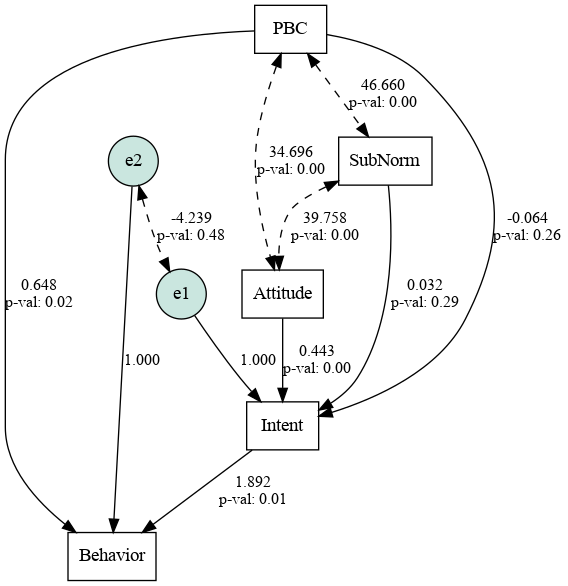 PBC
46.660
p-val: 0.00
e2
34.696
p-val: 0.00
SubNorm
-4.239
p-val: 0.48
39.758
p-val: 0.00
-0.064
p-val: 0.26
0.648
p-val: 0.02
e1
Attitude
0.032
p-val: 0.29
1.000
1.000
0.443
p-val: 0.00
Intent
1.892
p-val: 0.01
Behavior